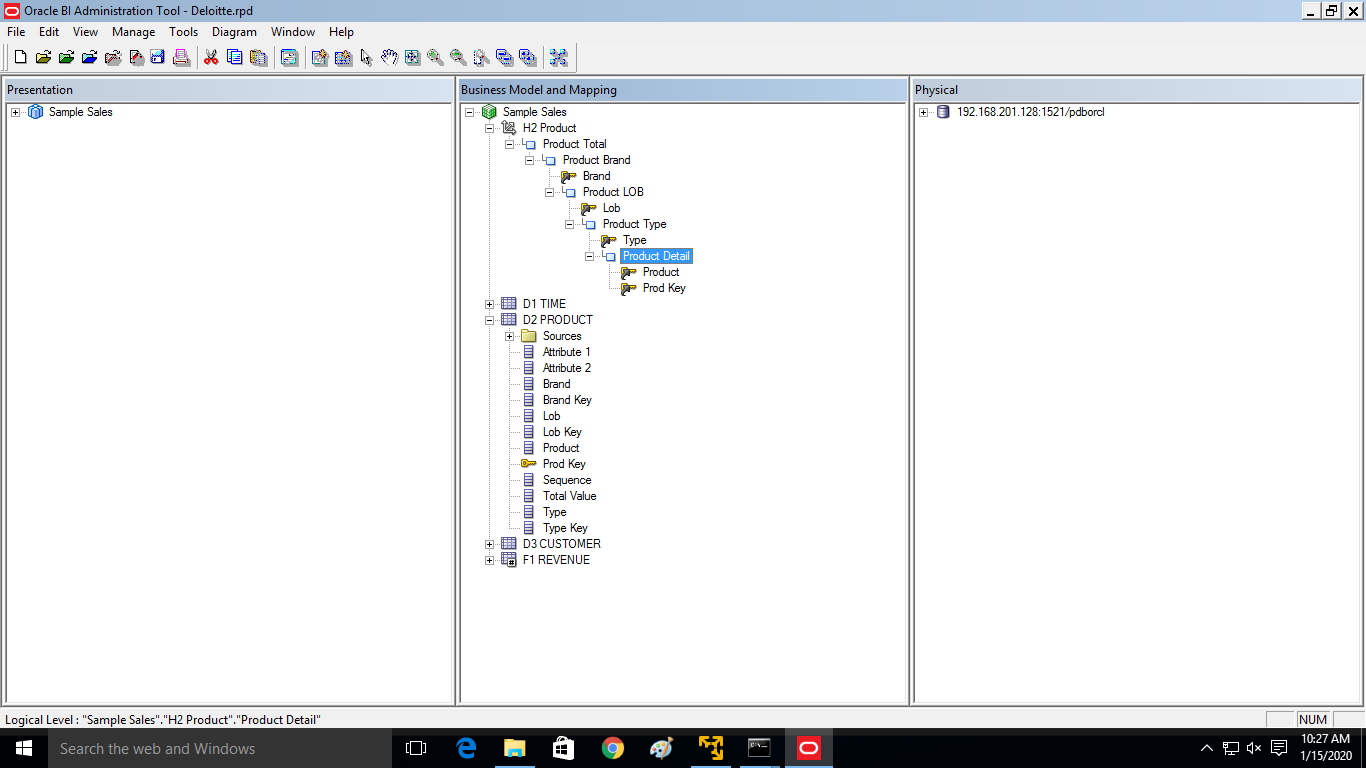 Oracle BI Administration Tool - Deloitte.rpd
File Edit View Manage Tools Diagram Window Help
Presentation
Sample Sales
Business Model and Mapping
Sample Sales
H2 Product
Product Total
Product Brand
Brand
Product LOB
Lob
Product Type
Type
Product Detail
Product
Prod Key
D1 TIME
D2 PRODUCT
Sources
Attribute 1
Attribute 2
Brand
Brand Key
Lob
Lob Key
Product
Prod Key
Sequence
Total Value
Type
Type Key
D3 CUSTOMER
F1 REVENUE
Physical
192.168.201.128:1521/pdborcl
Logical Level : "Sample Sales"."H2 Product"."Product Detail"
NUM
Search the web and Windows
10:27 AM
1/15/2020